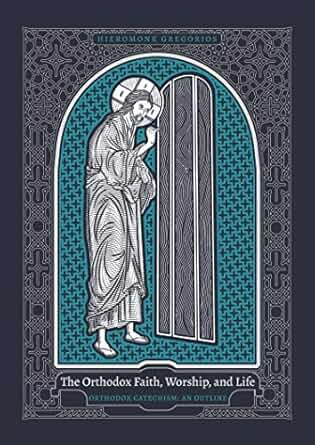 HIEROMONK GREGORIOS
The Orthodox Faith, Worship, and Life
ORTHODOX CATECHISM: AN OUTLINE